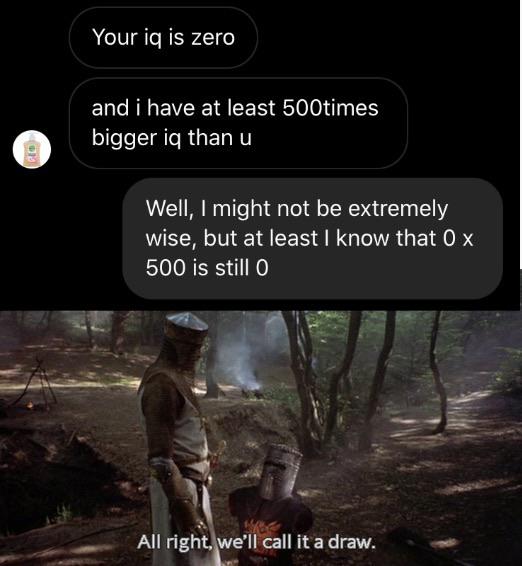 Your iq is zero
and i have at least 500times
bigger iq than u
Well, I might not be extremely
wise, but at least I know that 0 x
500 is still 0
All right, we'll call it a draw.